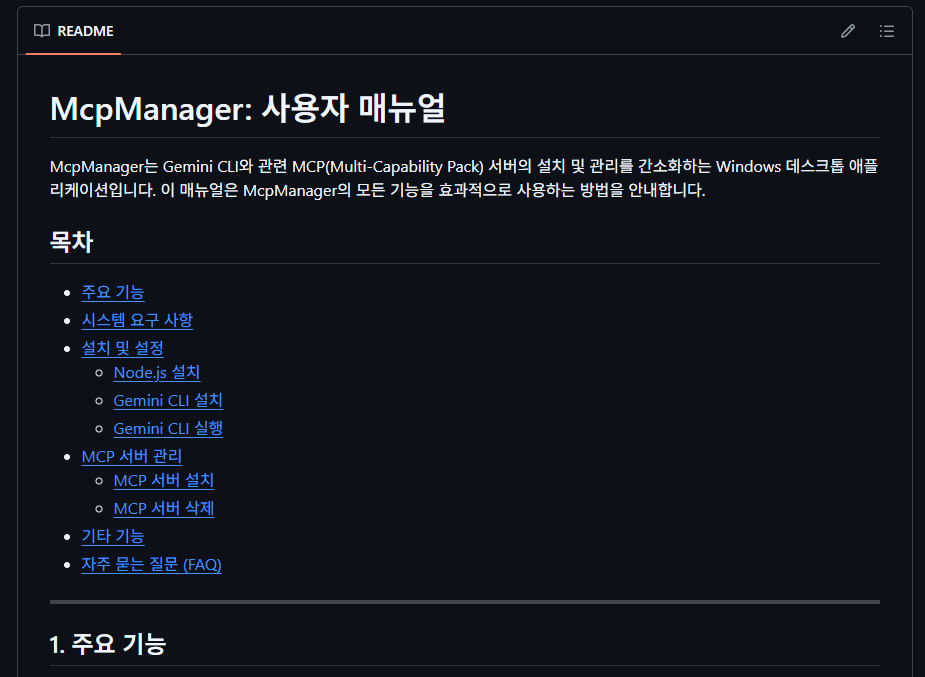 README
McpManager: 사용자 매뉴얼
McpManager는 Gemini CLI와 관련 MCP(Multi-Capability Pack) 서버의 설치 및 관리를 간소화하는 Windows 데스크톱 애플
리케이션입니다. 이 매뉴얼은 McpManager의 모든 기능을 효과적으로 사용하는 방법을 안내합니다.
목차
주요 기능
시스템 요구 사항
설치 및 설정
Node.js 설치
Gemini CLI 설치
Gemini CLI 실행
MCP 서버 관리
MCP 서버 설치
MCP 서버 삭제
기타 기능
자주 묻는 질문 (FAQ)
1. 주요 기능